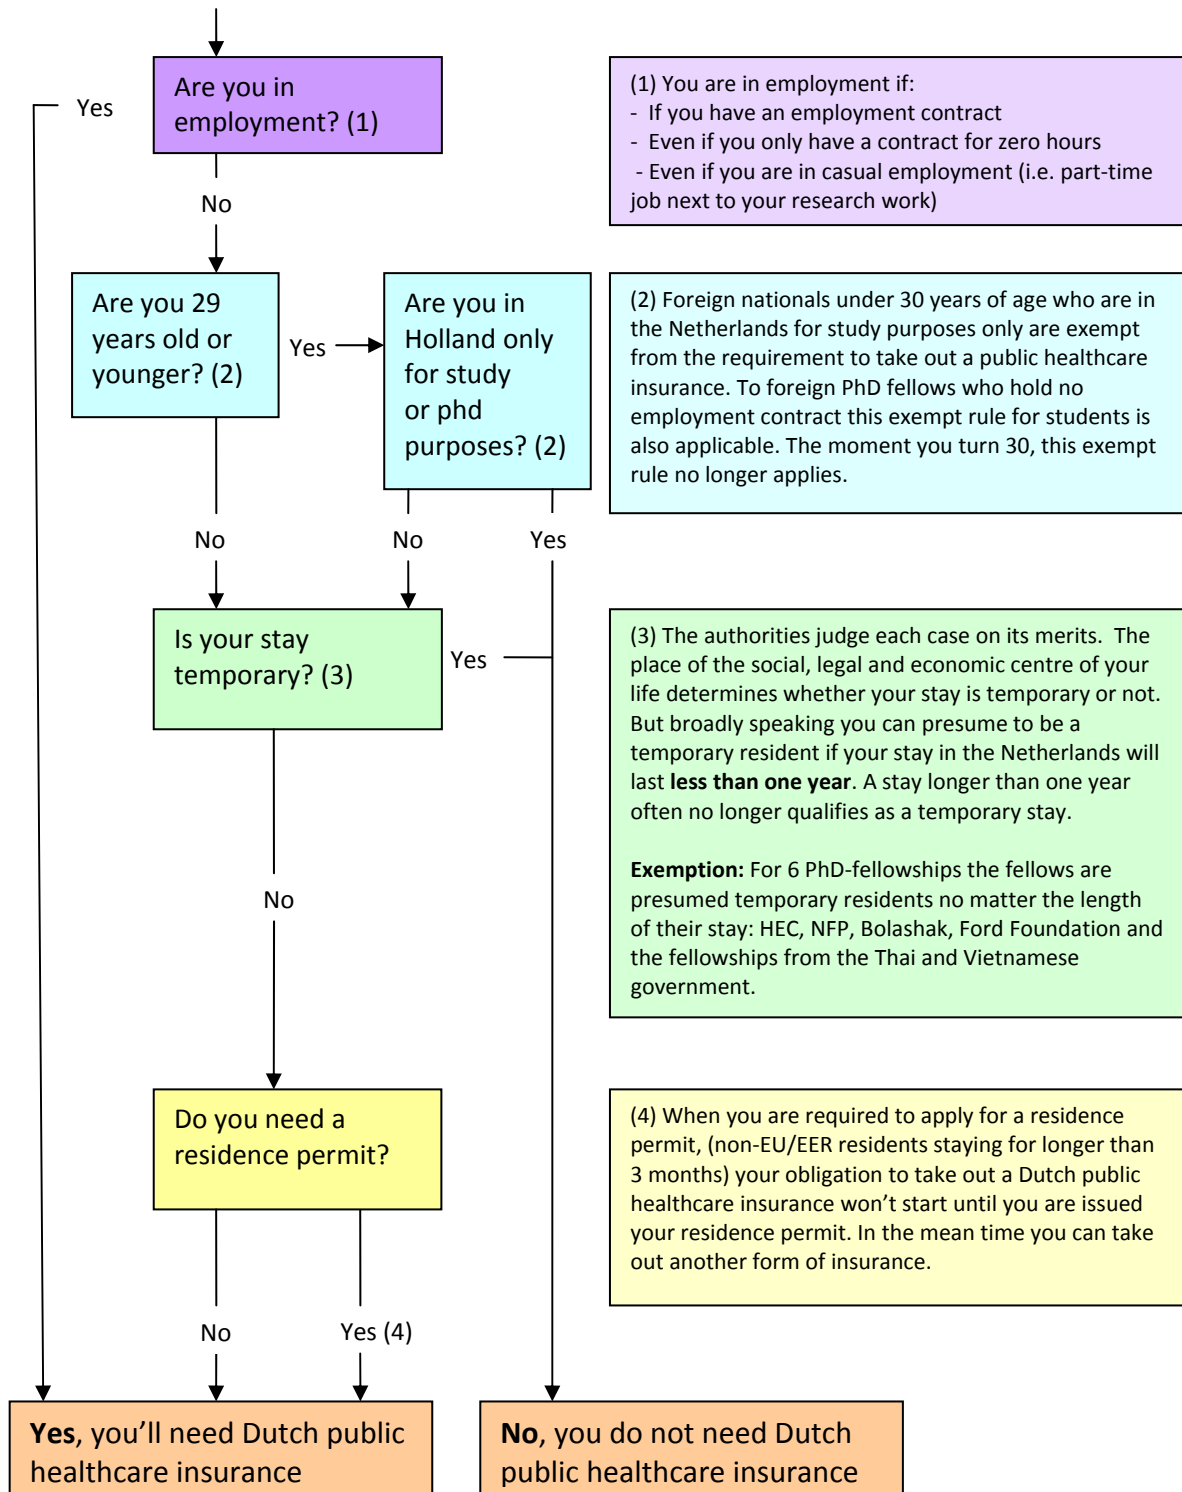 Are you in
employment? (1)
Yes
(1) You are in employment if:
- If you have an employment contract
- Even if you only have a contract for zero hours
- Even if you are in casual employment (i.e. part-time
job next to your research work)
No
Are you 29
years old or
younger? (2)
Yes
Are you in
Holland only
for study
or phd
purposes? (2)
(2) Foreign nationals under 30 years of age who are in
the Netherlands for study purposes only are exempt
from the requirement to take out a public healthcare
insurance. To foreign PhD fellows who hold no
employment contract this exempt rule for students is
also applicable. The moment you turn 30, this exempt
rule no longer applies.
No
No
Yes
Is your stay
temporary? (3)
Yes
(3) The authorities judge each case on its merits. The
place of the social, legal and economic centre of your
life determines whether your stay is temporary or not.
But broadly speaking you can presume to be a
temporary resident if your stay in the Netherlands will
last less than one year. A stay longer than one year
often no longer qualifies as a temporary stay.
Exemption: For 6 PhD-fellowships the fellows are
presumed temporary residents no matter the length
of their stay: HEC, NFP, Bolashak, Ford Foundation and
the fellowships from the Thai and Vietnamese
government.
No
Do you need a
residence permit?
(4) When you are required to apply for a residence
permit, (non-EU/EER residents staying for longer than
3 months) your obligation to take out a Dutch public
healthcare insurance won't start until you are issued
your residence permit. In the mean time you can take
out another form of insurance.
No
Yes (4)
Yes, you'll need Dutch public
healthcare insurance
No, you do not need Dutch
public healthcare insurance